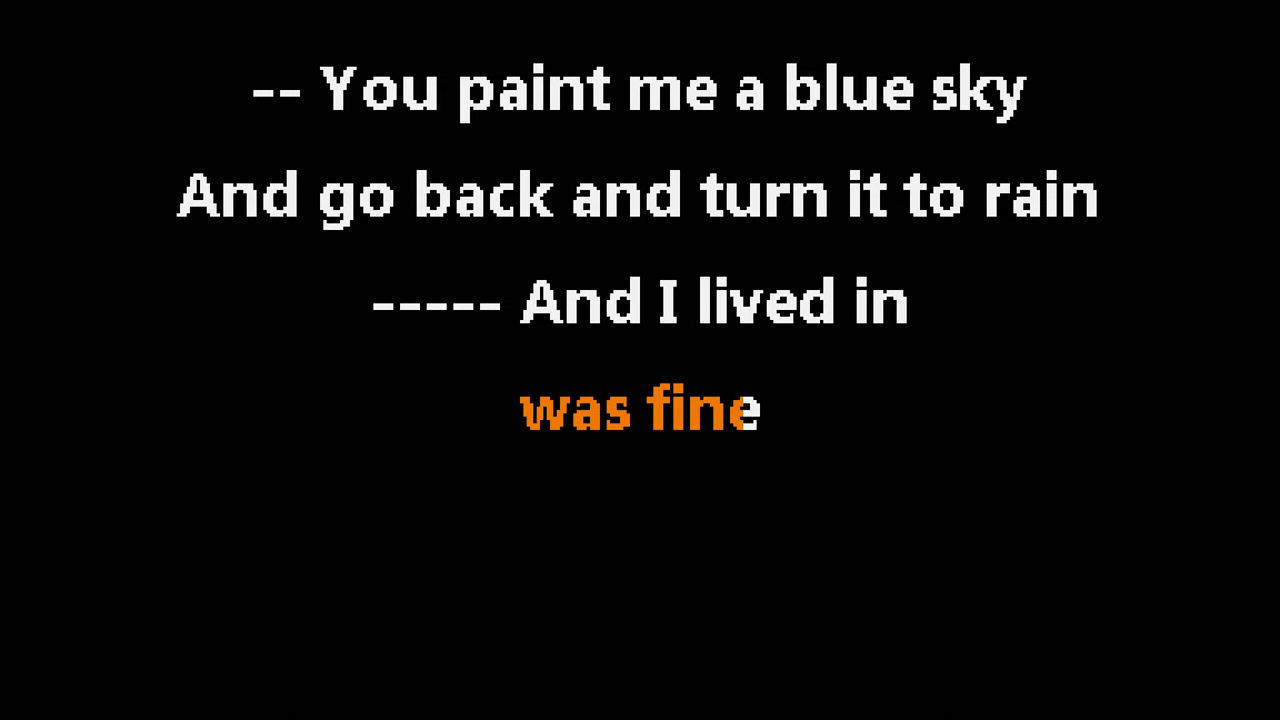 -- You paint me a blue sky
And go back and turn it to rain
----- And I lived in
was fine